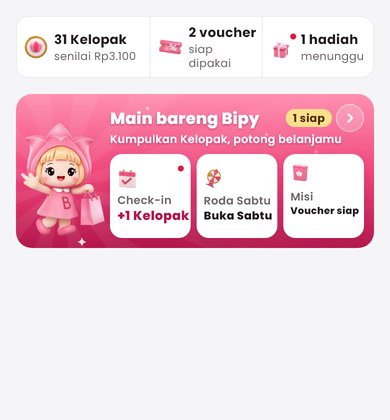 31 Kelopak
senilai Rp3.100
2 voucher
siap
dipakai
1 hadiah
menunggu
Main bareng Bipy
1 siap
Kumpulkan Kelopak, potong belanjamu
B
Check-in
+1 Kelopak
Roda Sabtu
Buka Sabtu
Misi
Voucher siap